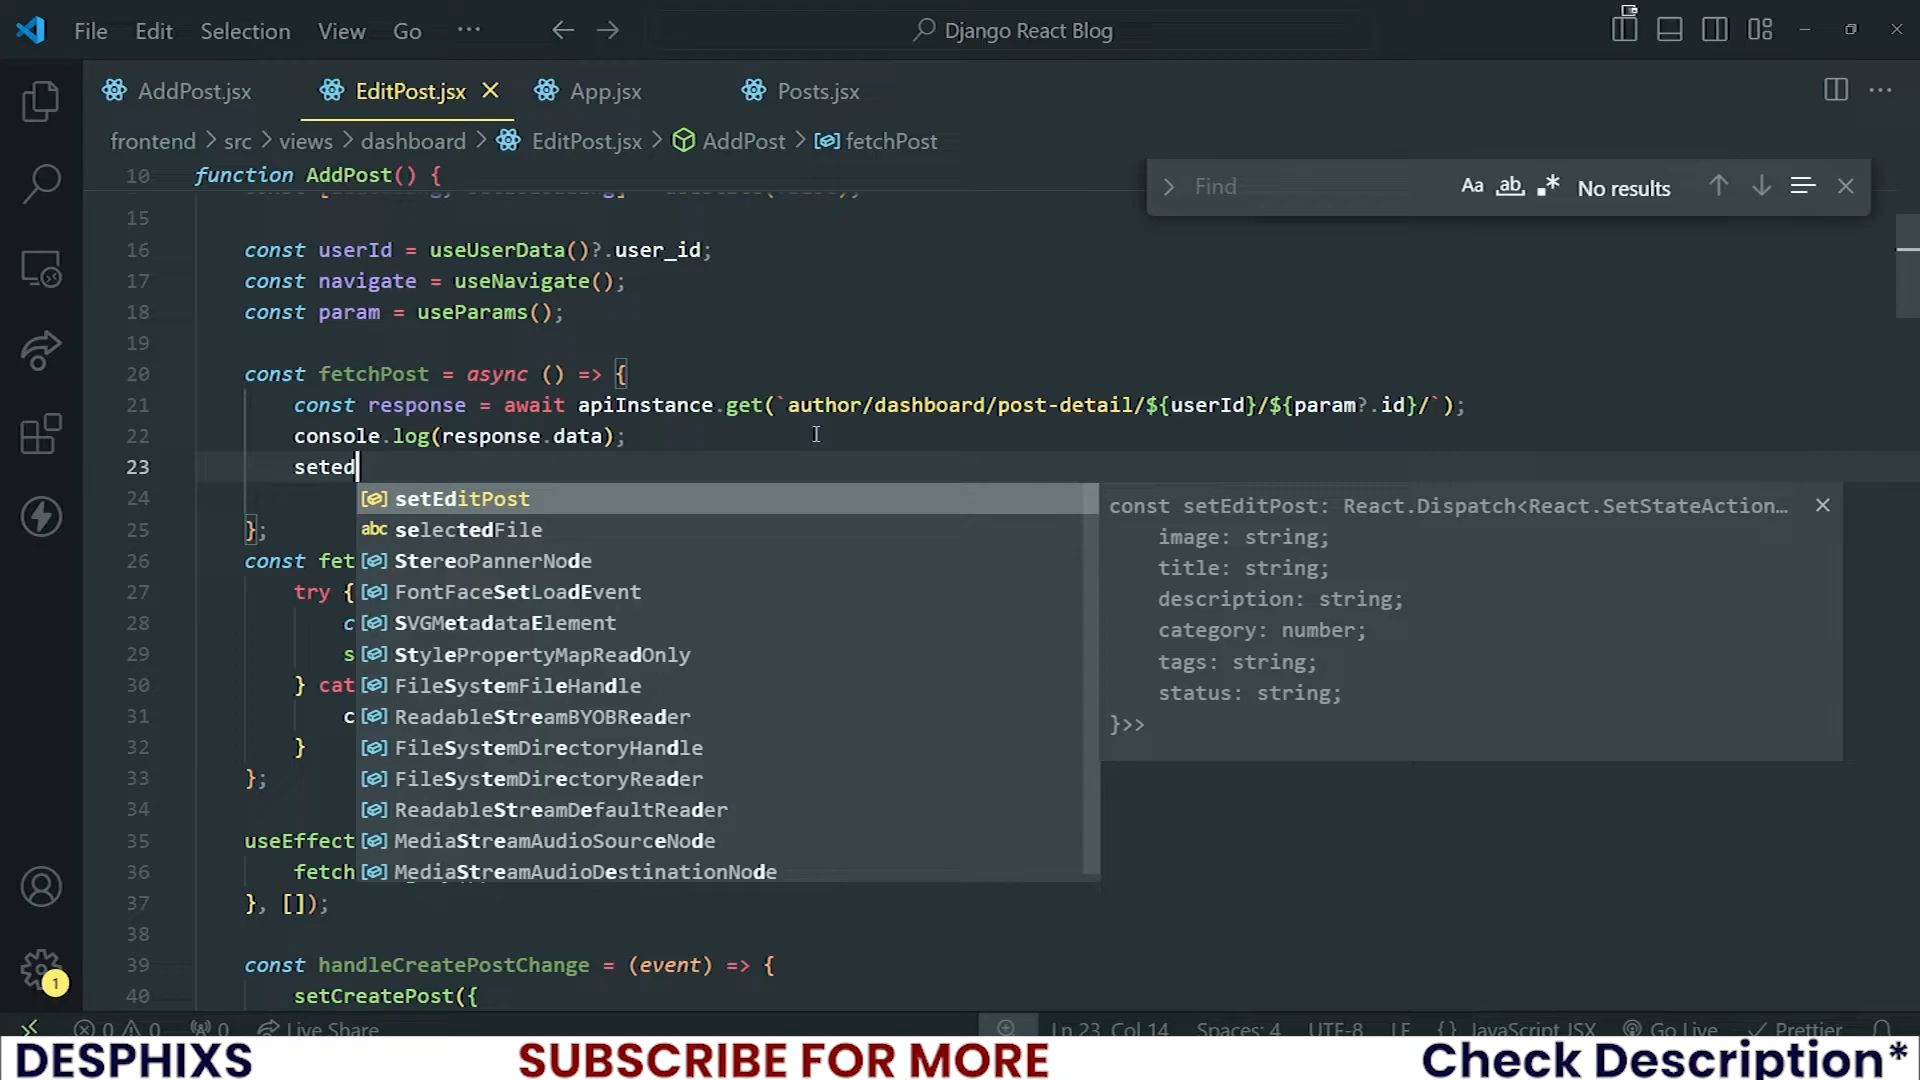 File Edit Selection View Go ··· Django React Blog
AddPost.jsx EditPost.jsx App.jsx Posts.jsx
frontend > src > views > dashboard > EditPost.jsx > AddPost > fetchPost
10 function AddPost() {
Find Aa ab .* No results
15
16 const userId = useUserData()?.user_id;
17 const navigate = useNavigate();
18 const param = useParams();
19
20 const fetchPost = async () => {
21 const response = await apiInstance.get(`author/dashboard/post-detail/${userId}/${param?.id}/`);
22 console.log(response.data);
23 seted
24
25 };
26 const fet
27 try {
28 c
29 s
30 } cat
31 c
32 }
33 };
34
35 useEffect
36 fetch
37 }, []);
38
39 const handleCreatePostChange = (event) => {
40 setCreatePost({
setEditPost
abc selectedFile
StereoPannerNode
FontFaceSetLoadEvent
SVGMetadataElement
StylePropertyMapReadOnly
FileSystemFileHandle
ReadableStreamBYOBReader
FileSystemDirectoryHandle
FileSystemDirectoryReader
ReadableStreamDefaultReader
MediaStreamAudioSourceNode
MediaStreamAudioDestinationNode
const setEditPost: React.Dispatch<React.SetStateAction…
image: string;
title: string;
description: string;
category: number;
tags: string;
status: string;
}>>
1
0 0 0 Live Share Ln 23, Col 14 Spaces: 4 UTF-8 LF {} JavaScript JSX Go Live Prettier
DESPHIXS SUBSCRIBE FOR MORE Check Description*